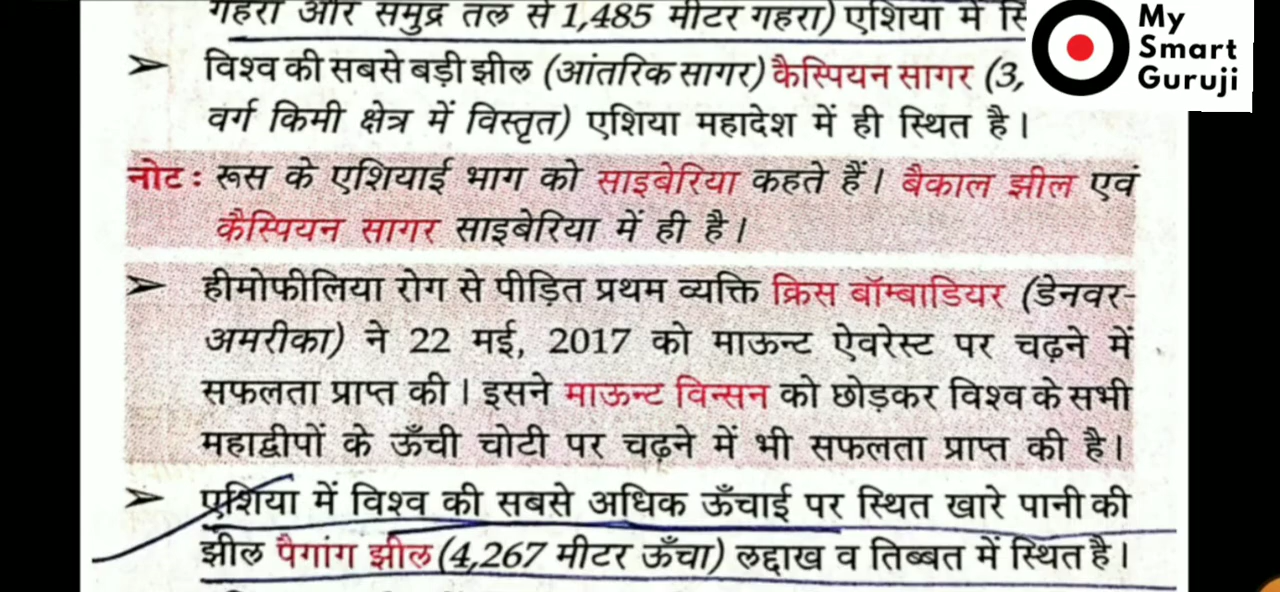 गहरा और समुद्र तल से 1,485 मीटर गहरा) एशिया में
My
Smart
Guruji
➢ विश्व की सबसे बड़ी झील (आंतरिक सागर) कैस्पियन सागर (3,
वर्ग किमी क्षेत्र में विस्तृत) एशिया महादेश में ही स्थित है।
नोट: रूस के एशियाई भाग को साइबेरिया कहते हैं। बैकाल झील एवं
कैस्पियन सागर साइबेरिया में ही है।
➢ हीमोफीलिया रोग से पीड़ित प्रथम व्यक्ति क्रिस बॉम्बाडियर (डेनवर-
अमरीका) ने 22 मई, 2017 को माऊन्ट ऐवरेस्ट पर चढ़ने में
सफलता प्राप्त की। इसने माऊन्ट विन्सन को छोड़कर विश्व के सभी
महाद्वीपों के ऊँची चोटी पर चढ़ने में भी सफलता प्राप्त की है।
➢ एशिया में विश्व की सबसे अधिक ऊँचाई पर स्थित खारे पानी की
झील पैगांग झील (4,267 मीटर ऊँचा) लद्दाख व तिब्बत में स्थित है।